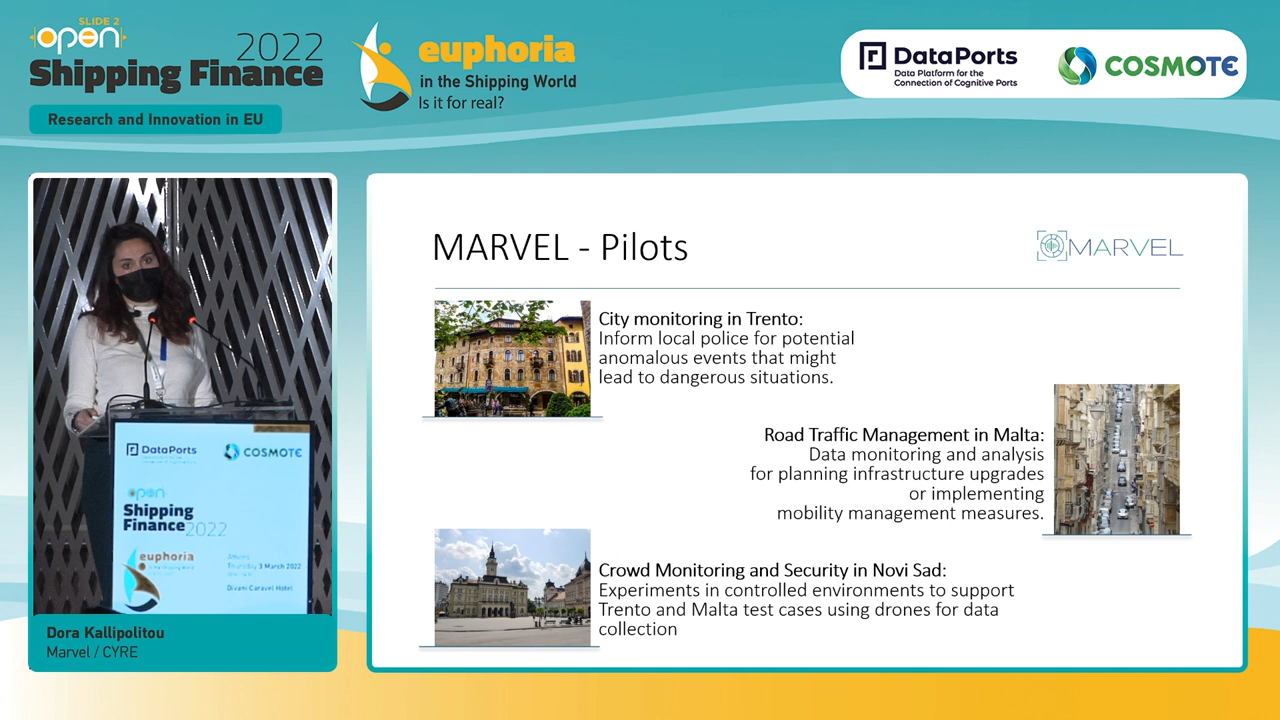 SLIDE 2
open
2022
Shipping Finance
Research and Innovation in EU
euphoria
in the Shipping World
Is it for real?
DataPorts
Data Platform for the
Connection of Cognitive Ports
COSMOTE
MARVEL - Pilots
MARVEL
City monitoring in Trento:
Inform local police for potential
anomalous events that might
lead to dangerous situations.
Road Traffic Management in Malta:
Data monitoring and analysis
for planning infrastructure upgrades
or implementing
mobility management measures.
Crowd Monitoring and Security in Novi Sad:
Experiments in controlled environments to support
Trento and Malta test cases using drones for data
collection
DataPorts
COSMOTE
open
Shipping
Finance 2022
euphoria
in the Shipping World
Athens
Thursday 3 March 2022
Divani Caravel Hotel
Dora Kallipolitou
Marvel / CYRE